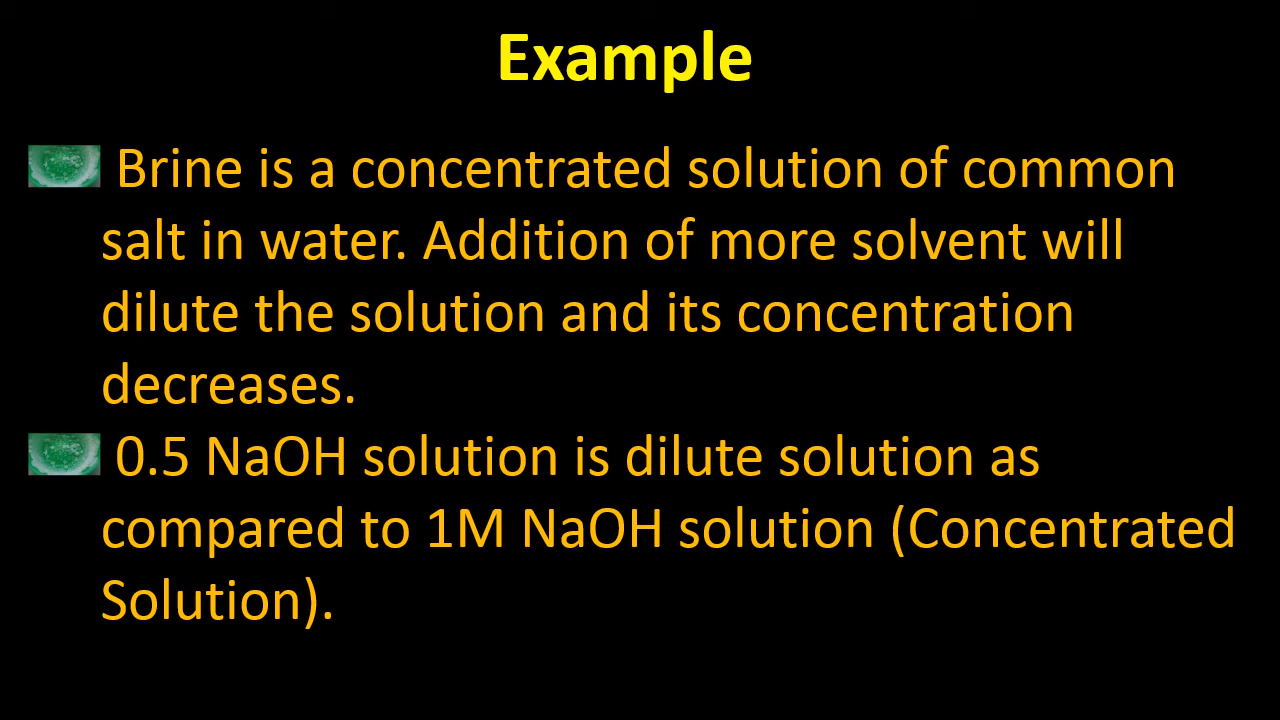 Example
Brine is a concentrated solution of common
salt in water. Addition of more solvent will
dilute the solution and its concentration
decreases.
0.5 NaOH solution is dilute solution as
compared to 1M NaOH solution (Concentrated
Solution).